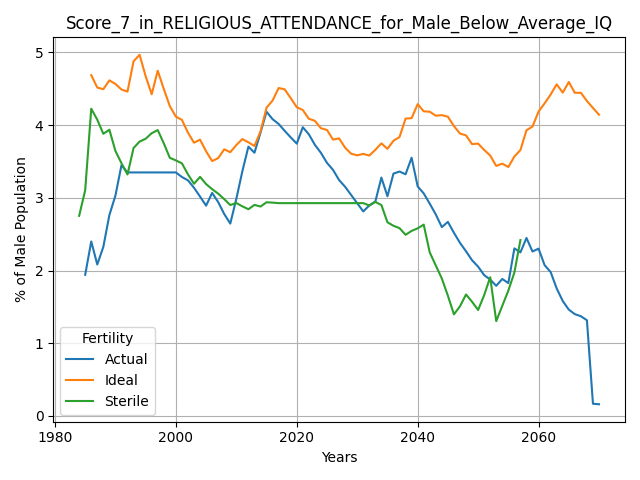 Score_7_in_RELIGIOUS_ATTENDANCE_for_Male_Below_Average_IQ
% of Male Population
5
4
3
2
1
0
Fertility
Actual
Ideal
Sterile
1980
2000
2020
2040
2060
Years